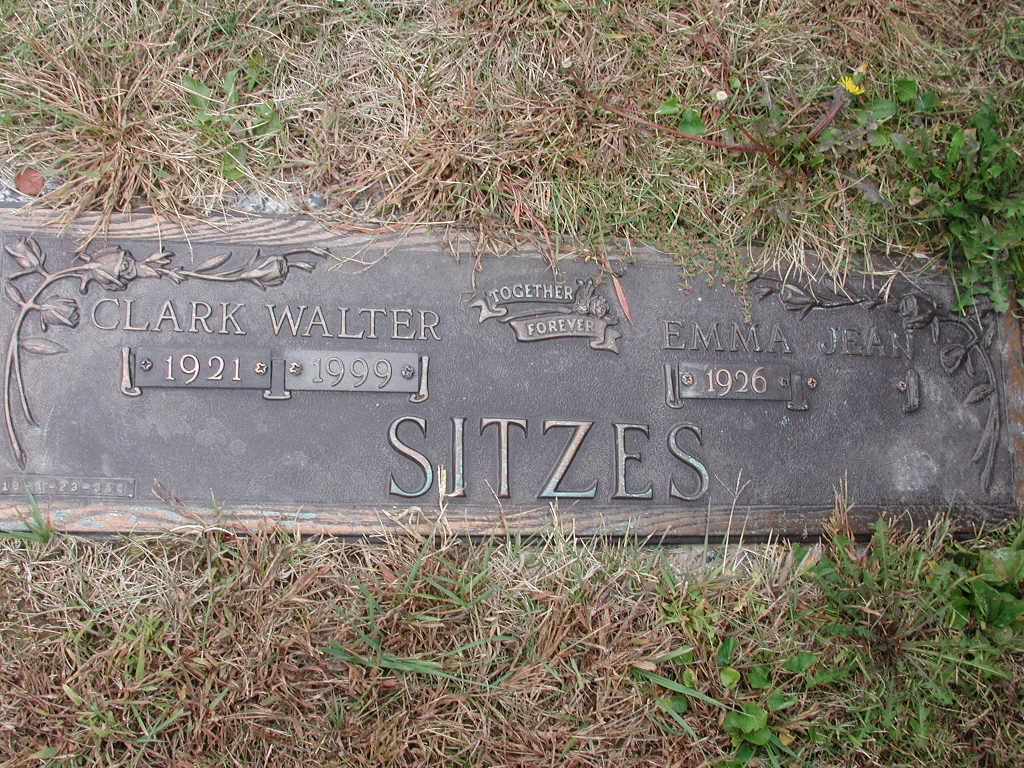 TOGETHER
FOREVER
CLARK WALTER
1921 1999
EMMA JEAN
1926
SITZES